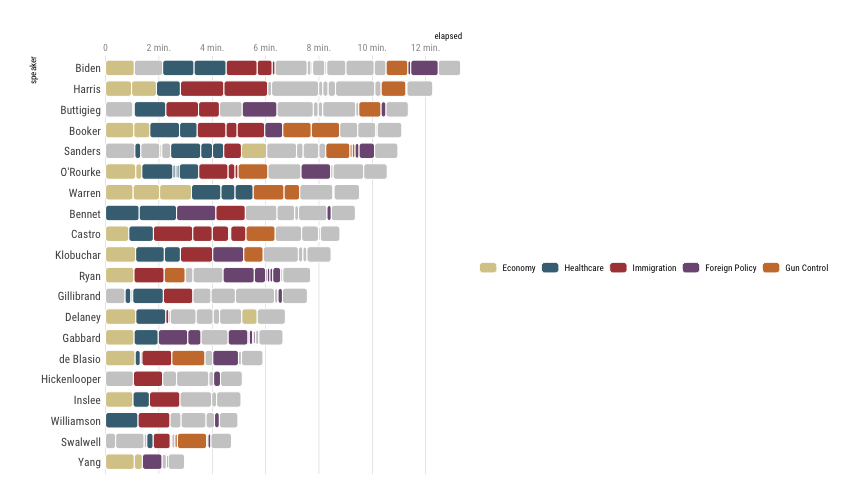 elapsed
speaker
0 2 min. 4 min. 6 min. 8 min. 10 min. 12 min.
Biden
Harris
Buttigieg
Booker
Sanders
O'Rourke
Warren
Bennet
Castro
Klobuchar
Ryan
Gillibrand
Delaney
Gabbard
de Blasio
Hickenlooper
Inslee
Williamson
Swalwell
Yang
Economy Healthcare Immigration Foreign Policy Gun Control